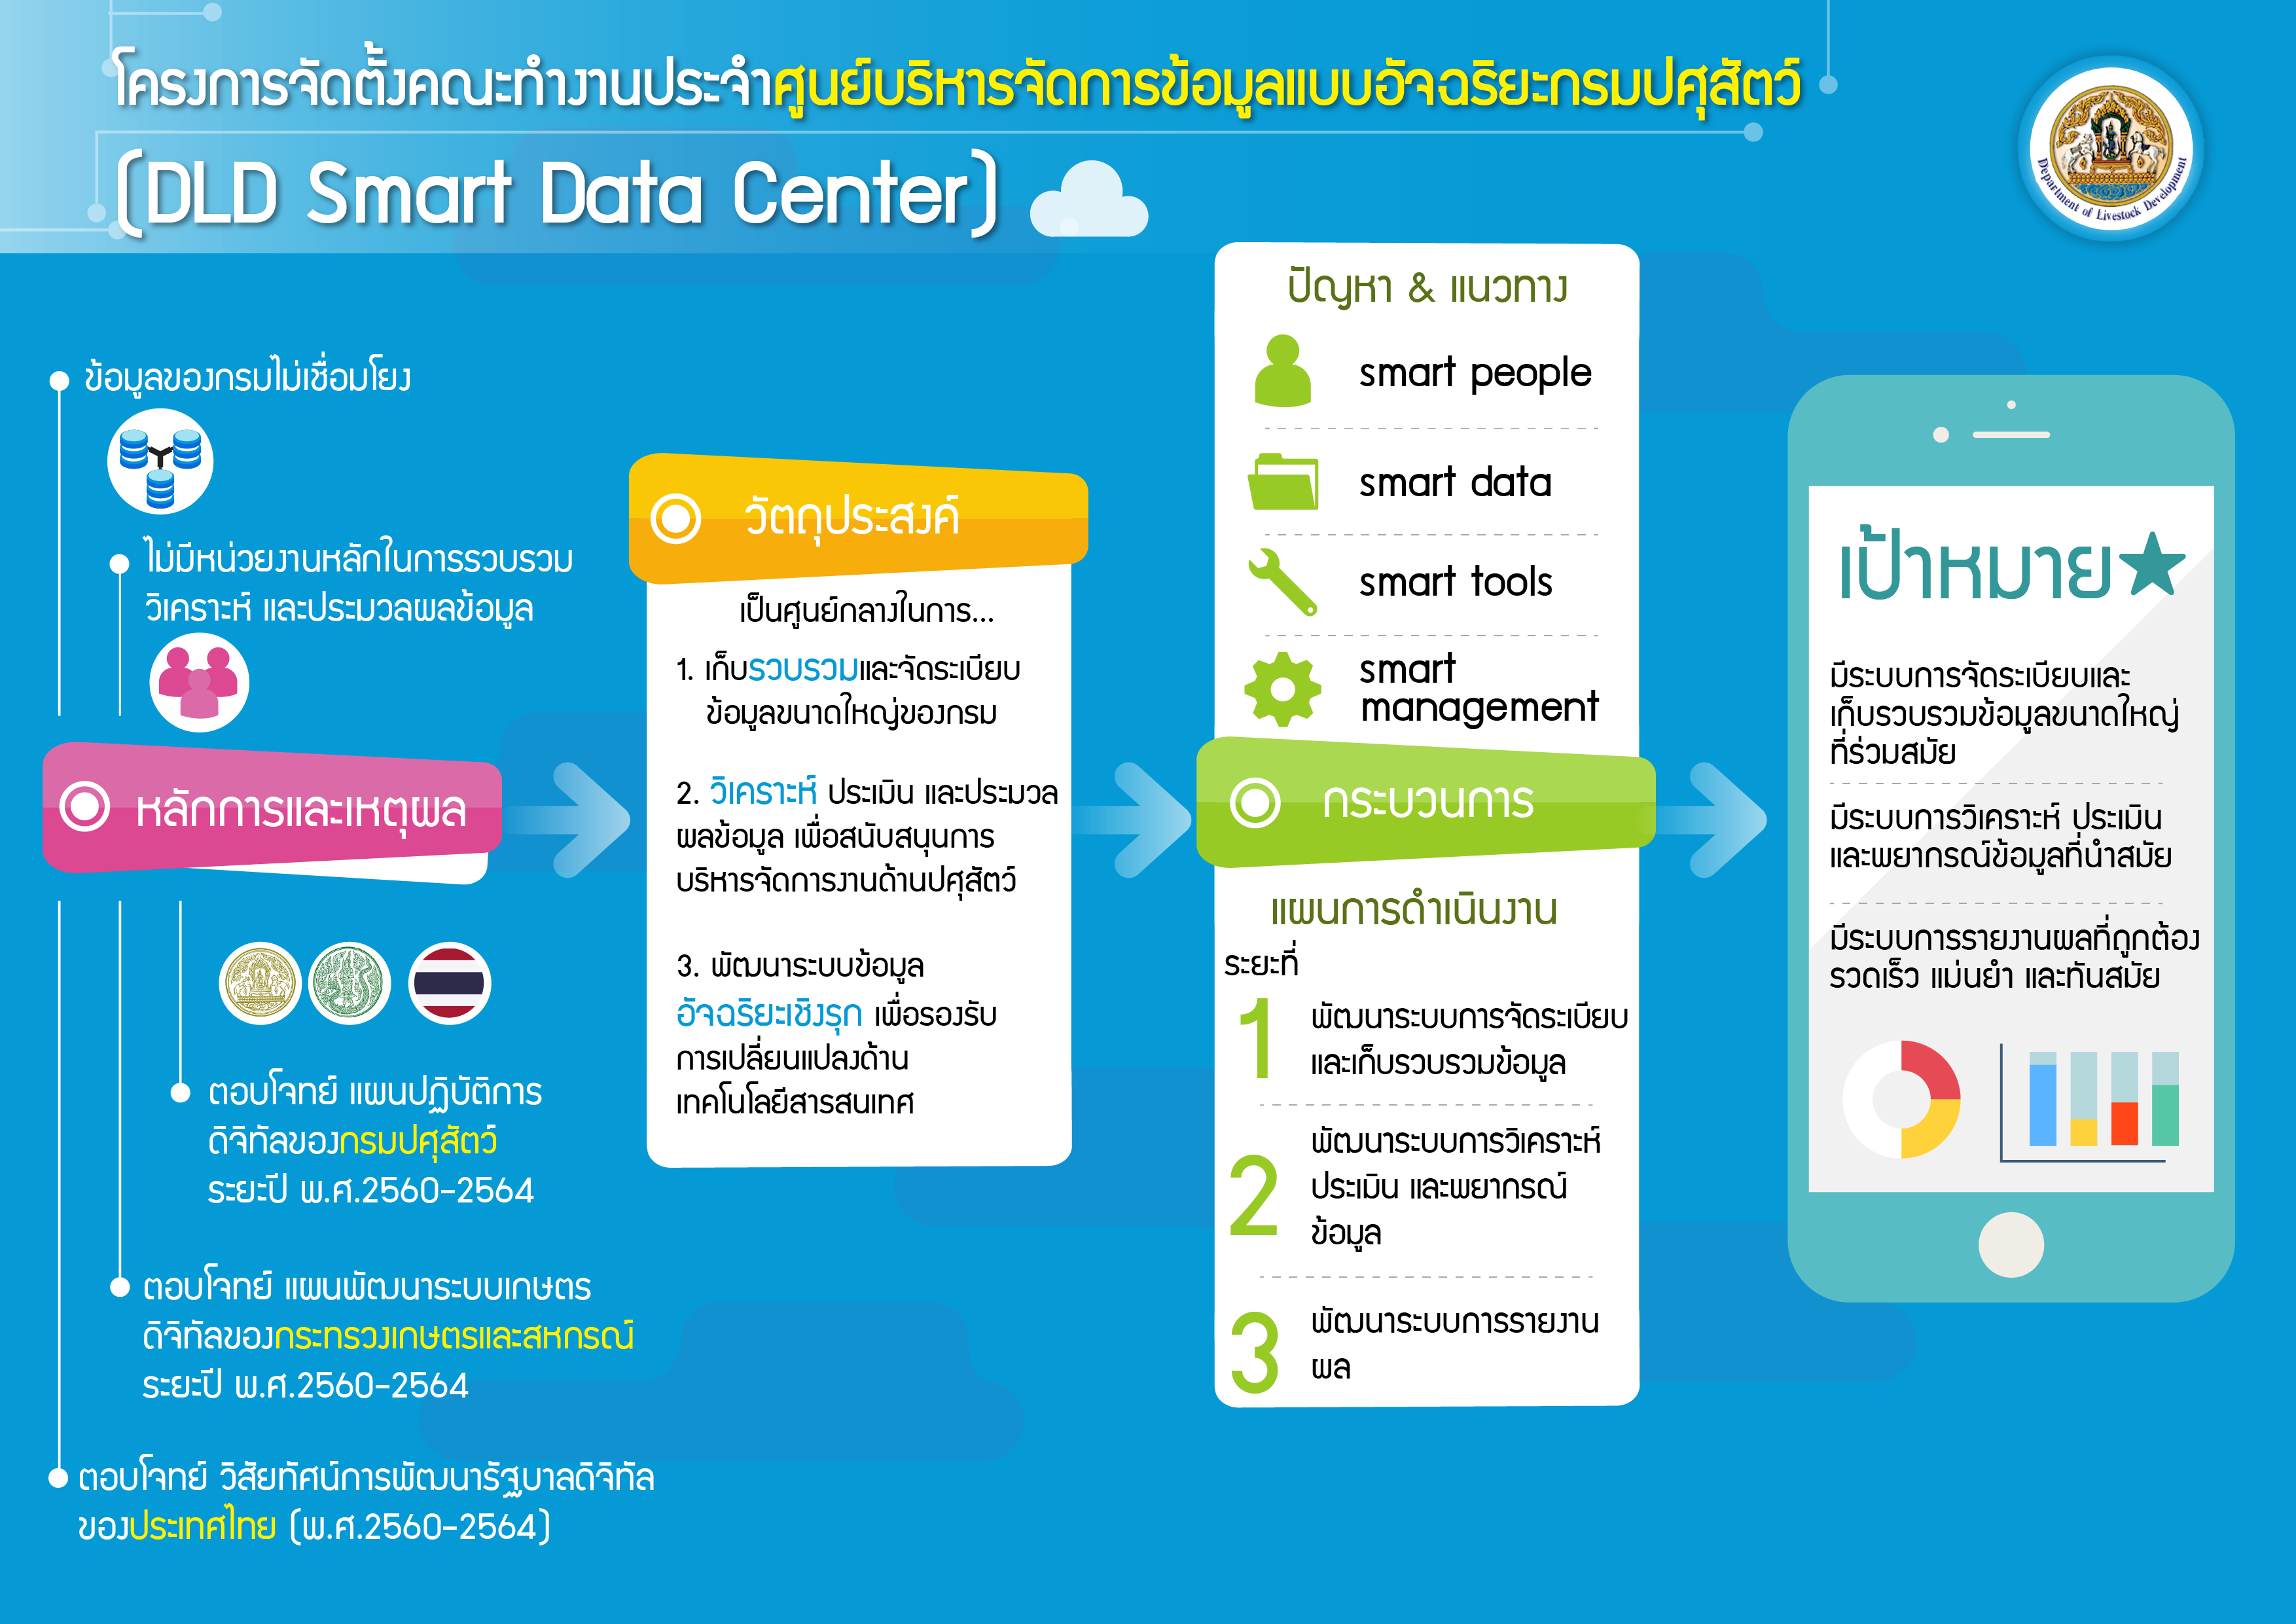 โครงการจัดตั้งคณะทำงานประจำศูนย์บริหารจัดการข้อมูลแบบอัจฉริยะกรมปศุสัตว์
(DLD Smart Data Center)
Department of Livestock Development
ข้อมูลของกรมไม่เชื่อมโยง
ไม่มีหน่วยงานหลักในการรวบรวม
วิเคราะห์ และประมวลผลข้อมูล
หลักการและเหตุผล
ตอบโจทย์ แผนปฏิบัติการ
ดิจิทัลของกรมปศุสัตว์
ระยะปี พ.ศ.2560-2564
ตอบโจทย์ แผนพัฒนาระบบเกษตร
ดิจิทัลของกระทรวงเกษตรและสหกรณ์
ระยะปี พ.ศ.2560-2564
ตอบโจทย์ วิสัยทัศน์การพัฒนารัฐบาลดิจิทัล
ของประเทศไทย (พ.ศ.2560-2564)
วัตถุประสงค์
เป็นศูนย์กลางในการ...
1. เก็บรวบรวมและจัดระเบียบ
ข้อมูลขนาดใหญ่ของกรม
2. วิเคราะห์ ประเมิน และประมวล
ผลข้อมูล เพื่อสนับสนุนการ
บริหารจัดการงานด้านปศุสัตว์
3. พัฒนาระบบข้อมูล
อัจฉริยะเชิงรุก เพื่อรองรับ
การเปลี่ยนแปลงด้าน
เทคโนโลยีสารสนเทศ
ปัญหา & แนวทาง
smart people
smart data
smart tools
smart
management
กระบวนการ
แผนการดำเนินงาน
ระยะที่
1 พัฒนาระบบการจัดระเบียบ
และเก็บรวบรวมข้อมูล
2 พัฒนาระบบการวิเคราะห์
ประเมิน และพยากรณ์
ข้อมูล
3 พัฒนาระบบการรายงาน
ผล
เป้าหมาย
มีระบบการจัดระเบียบและ
เก็บรวบรวมข้อมูลขนาดใหญ่
ที่ร่วมสมัย
มีระบบการวิเคราะห์ ประเมิน
และพยากรณ์ข้อมูลที่นำสมัย
มีระบบการรายงานผลที่ถูกต้อง
รวดเร็ว แม่นยำ และทันสมัย